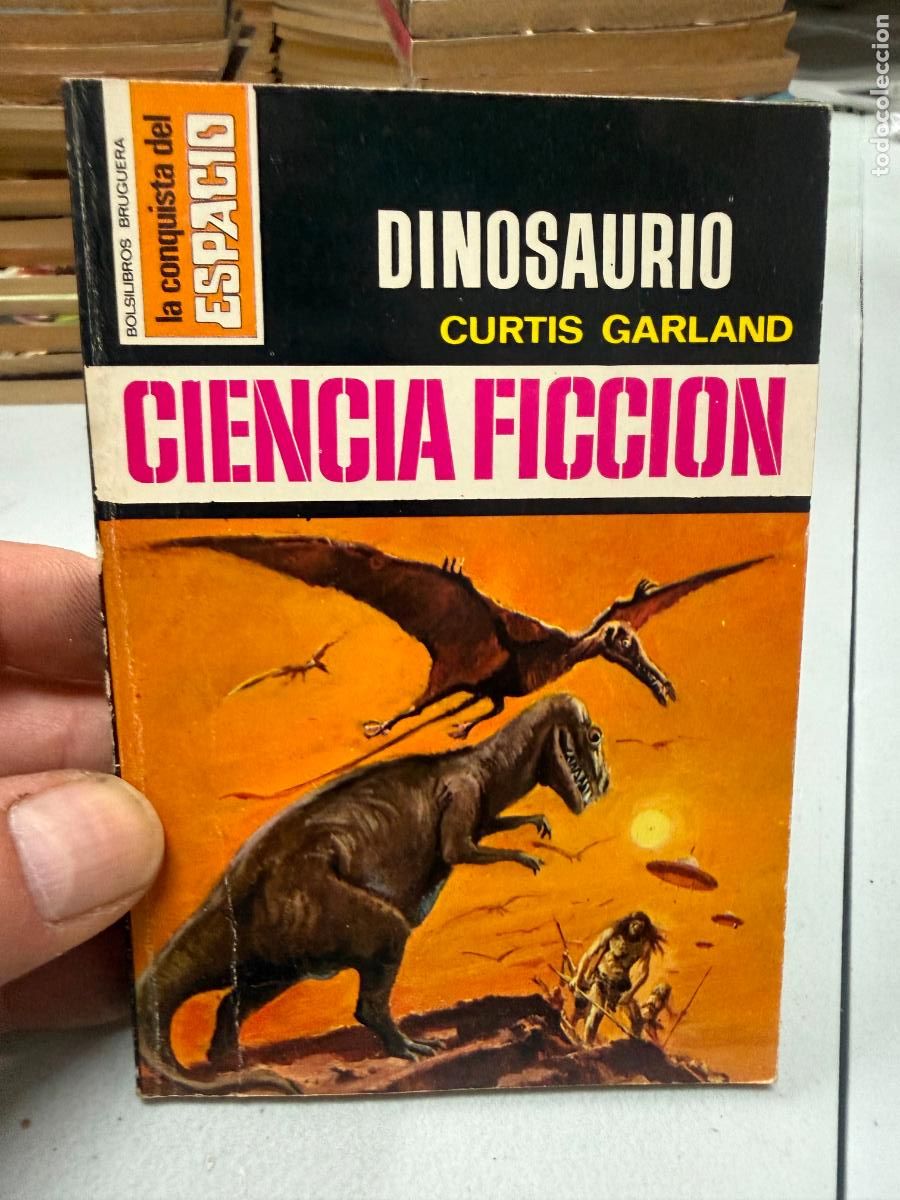 BOLSILIBROS BRUGUERA
la conquista del
ESPACIO
DINOSAURIO
CURTIS GARLAND
CIENCIA FICCION
todocoleccion